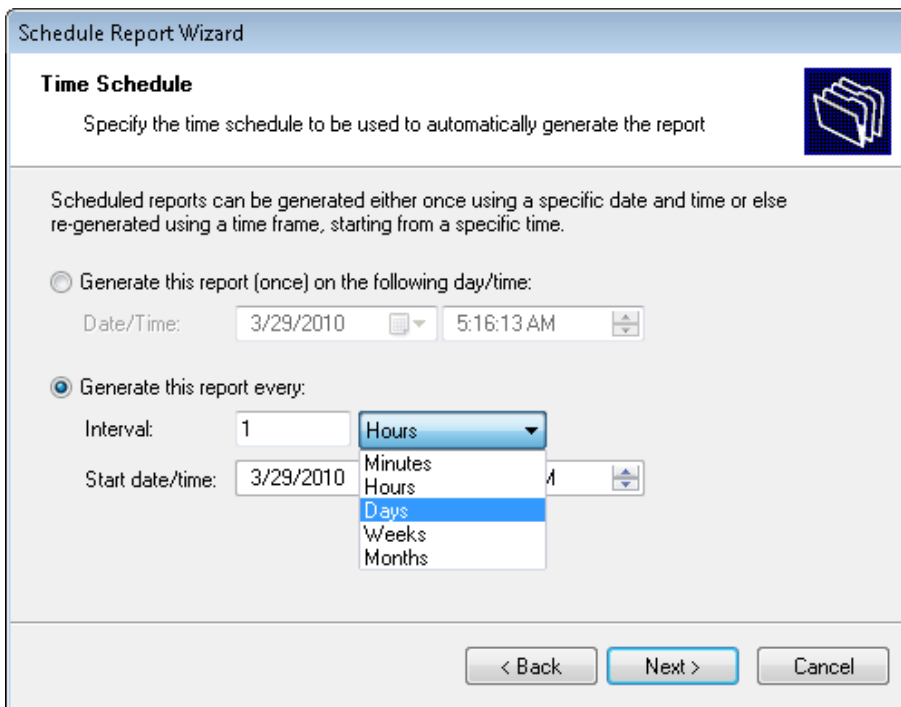 Schedule Report Wizard
Time Schedule
Specify the time schedule to be used to automatically generate the report
Scheduled reports can be generated either once using a specific date and time or else
re-generated using a time frame, starting from a specific time.
Generate this report (once) on the following day/time:
Date/Time: 3/29/2010 5:16:13 AM
Generate this report every:
Interval: 1 Hours
Minutes
Start date/time: 3/29/2010 Hours
Days
Weeks
Months
< Back Next > Cancel